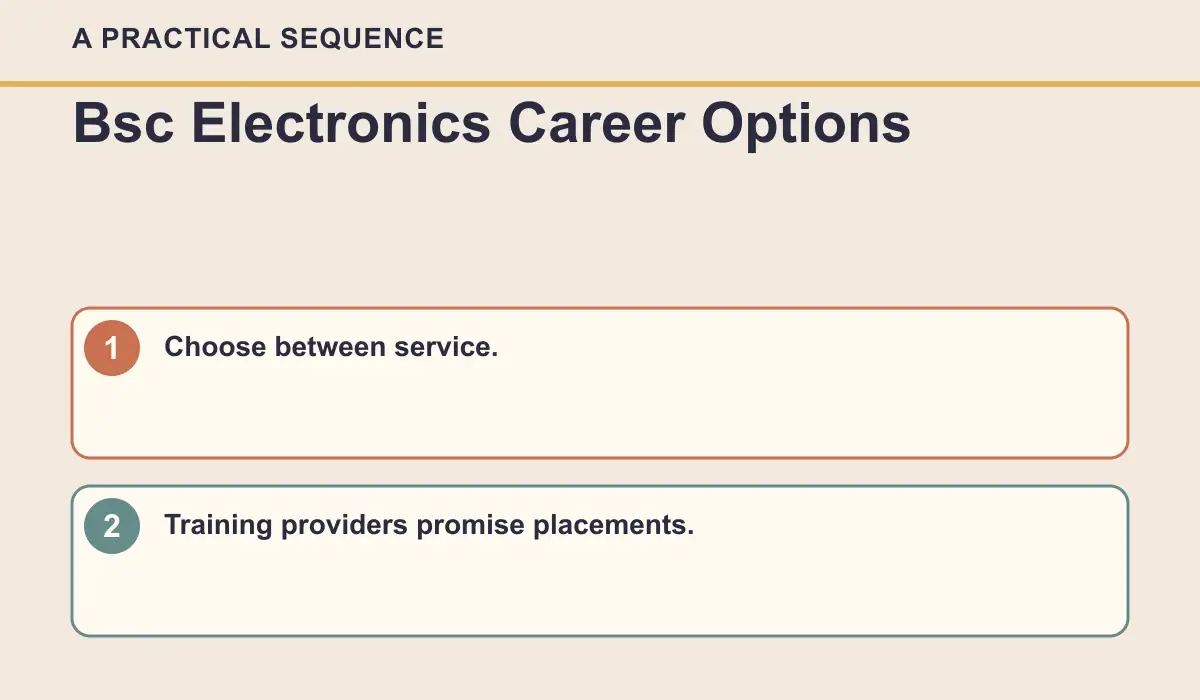 A PRACTICAL SEQUENCE
Bsc Electronics Career Options
1
Choose between service.
2
Training providers promise placements.